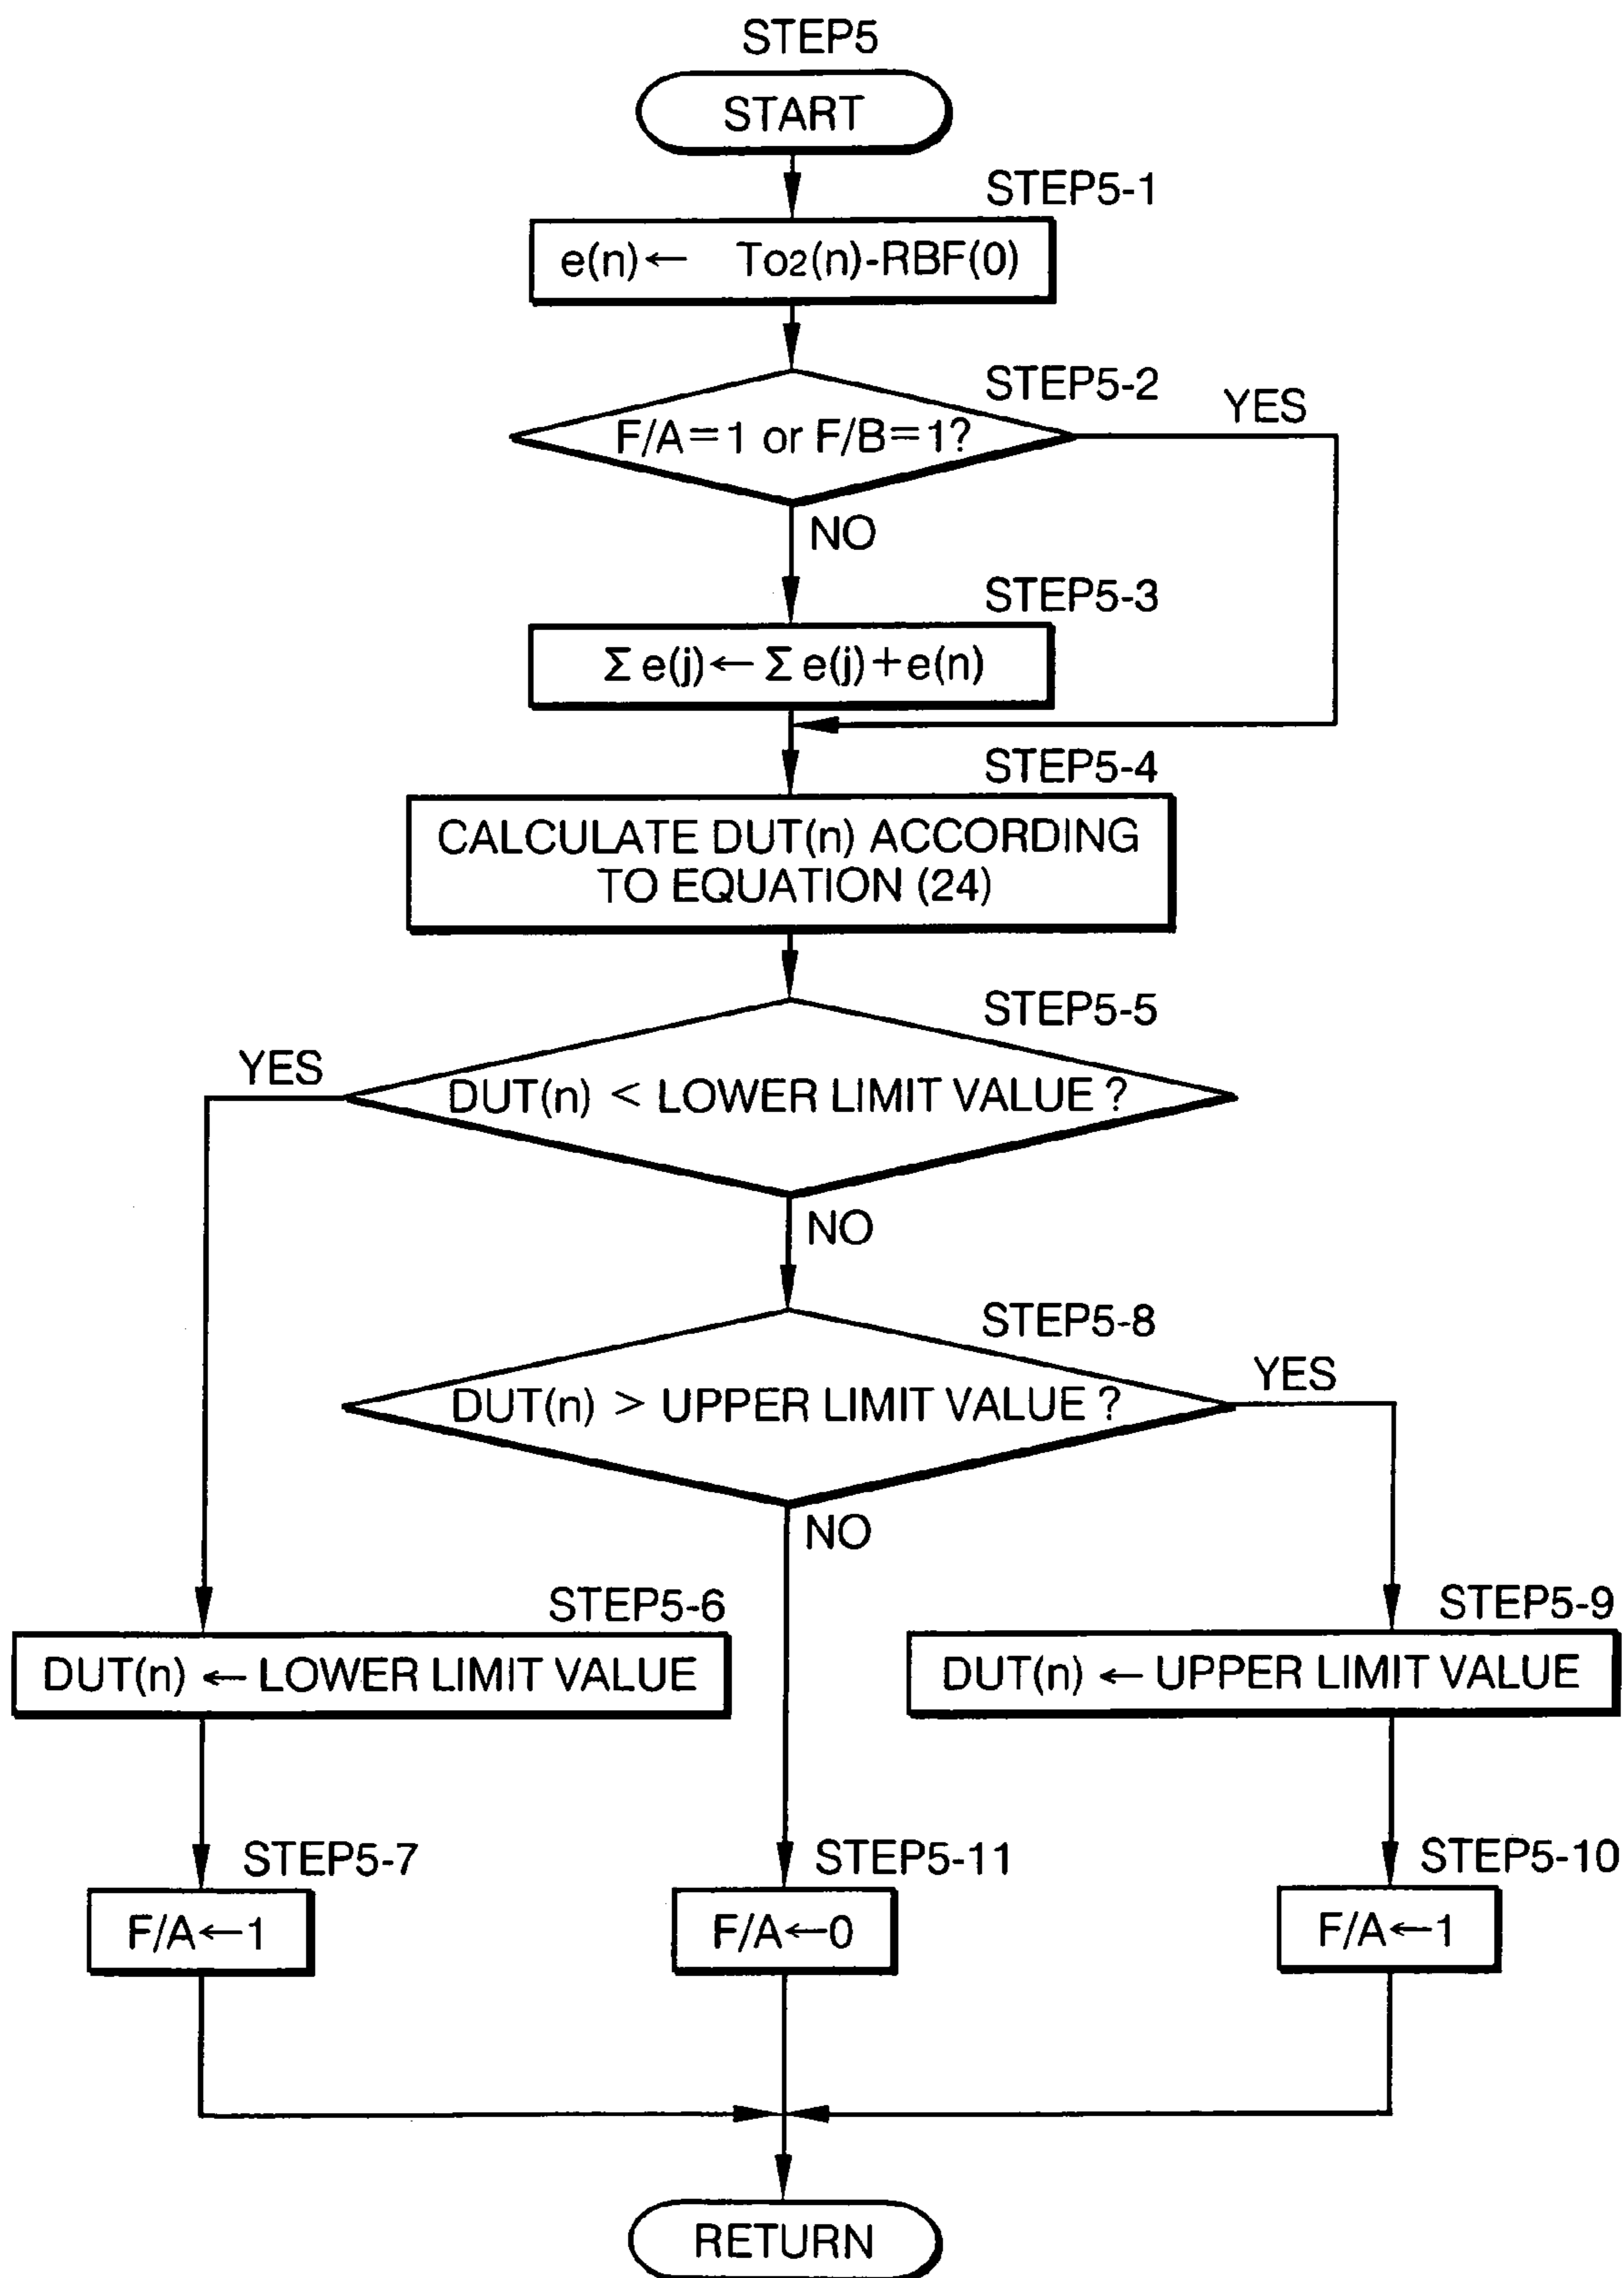 STEP5
START
STEP5-1
e(n)← To2(n)-RBF(0)
STEP5-2
YES
F/A=1 or F/B=1?
NO
STEP5-3
Σ e(j)←Σ e(j)+e(n)
STEP5-4
CALCULATE DUT(n) ACCORDING
TO EQUATION (24)
STEP5-5
YES
DUT(n) < LOWER LIMIT VALUE ?
NO
STEP5-8
YES
DUT(n) > UPPER LIMIT VALUE ?
NO
STEP5-6
STEP5-9
DUT(n) ← LOWER LIMIT VALUE
DUT(n) ← UPPER LIMIT VALUE
STEP5-7
STEP5-11
STEP5-10
F/A←1
F/A←0
F/A←1
RETURN